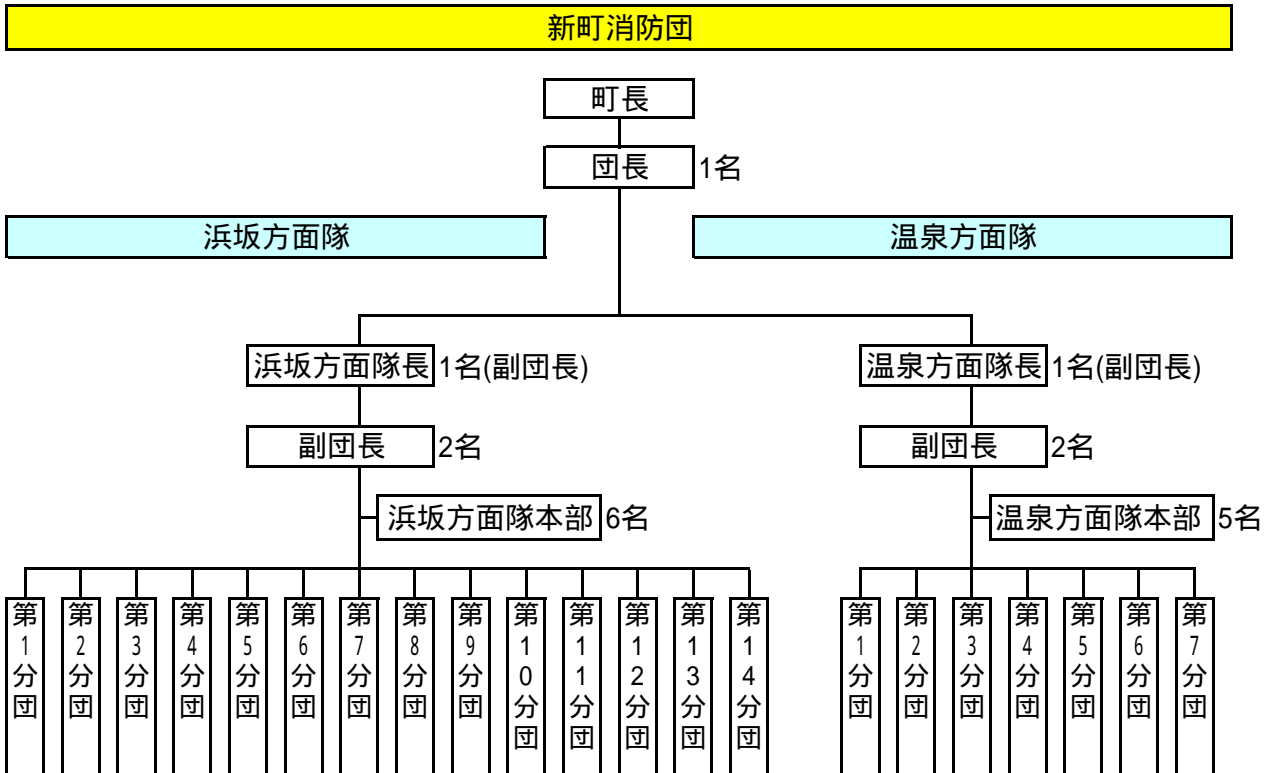 新町消防団
町長
団長 1名
浜坂方面隊 温泉方面隊
浜坂方面隊長 1名(副団長) 温泉方面隊長 1名(副団長)
副団長 2名 副団長 2名
浜坂方面隊本部 6名 温泉方面隊本部 5名
第1分団
第2分団
第3分団
第4分団
第5分団
第6分団
第7分団
第8分団
第9分団
第10分団
第11分団
第12分団
第13分団
第14分団
第1分団
第2分団
第3分団
第4分団
第5分団
第6分団
第7分団